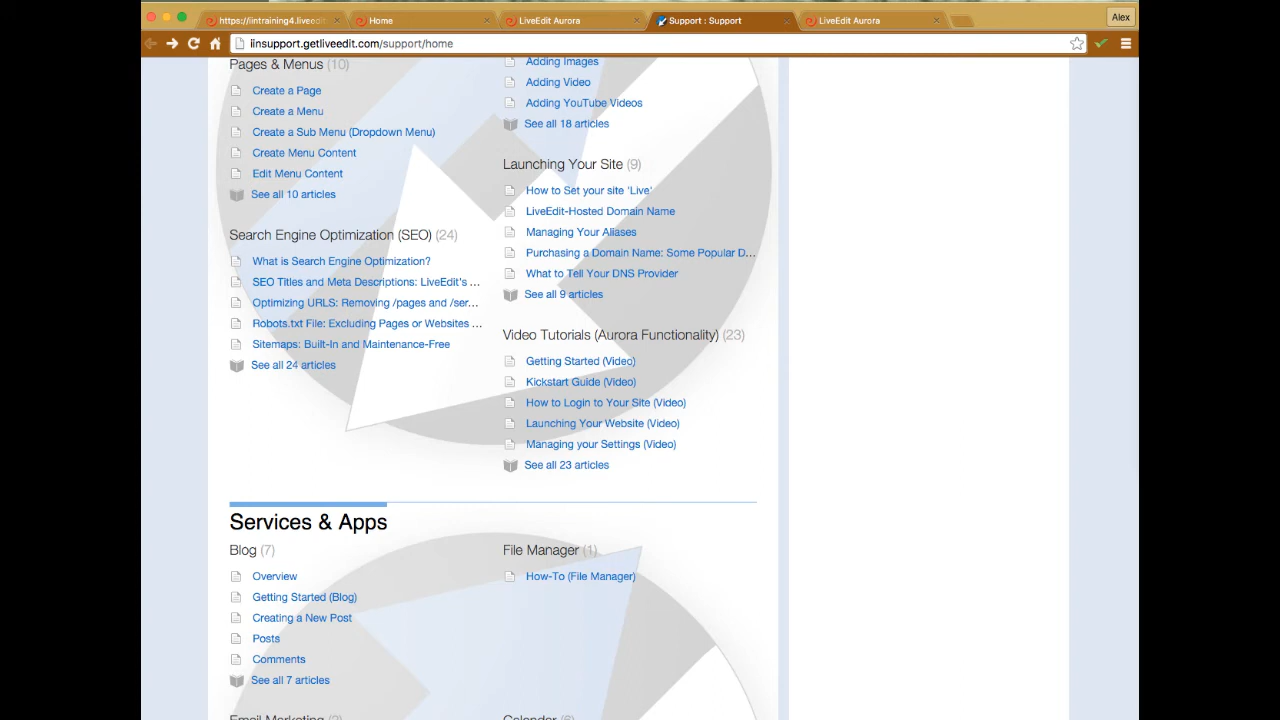 https://iintraining4.liveedit
Home
LiveEdit Aurora
Support : Support
LiveEdit Aurora
Alex
iinsupport.getliveedit.com/support/home
Pages & Menus (10)
Create a Page
Create a Menu
Create a Sub Menu (Dropdown Menu)
Create Menu Content
Edit Menu Content
See all 10 articles
Search Engine Optimization (SEO) (24)
What is Search Engine Optimization?
SEO Titles and Meta Descriptions: LiveEdit's ...
Optimizing URLS: Removing /pages and /ser...
Robots.txt File: Excluding Pages or Websites ...
Sitemaps: Built-In and Maintenance-Free
See all 24 articles
Adding Images
Adding Video
Adding YouTube Videos
See all 18 articles
Launching Your Site (9)
How to Set your site 'Live'
LiveEdit-Hosted Domain Name
Managing Your Aliases
Purchasing a Domain Name: Some Popular D...
What to Tell Your DNS Provider
See all 9 articles
Video Tutorials (Aurora Functionality) (23)
Getting Started (Video)
Kickstart Guide (Video)
How to Login to Your Site (Video)
Launching Your Website (Video)
Managing your Settings (Video)
See all 23 articles
Services & Apps
Blog (7)
Overview
Getting Started (Blog)
Creating a New Post
Posts
Comments
See all 7 articles
File Manager (1)
How-To (File Manager)
Email Marketing (2)
Calendar (6)